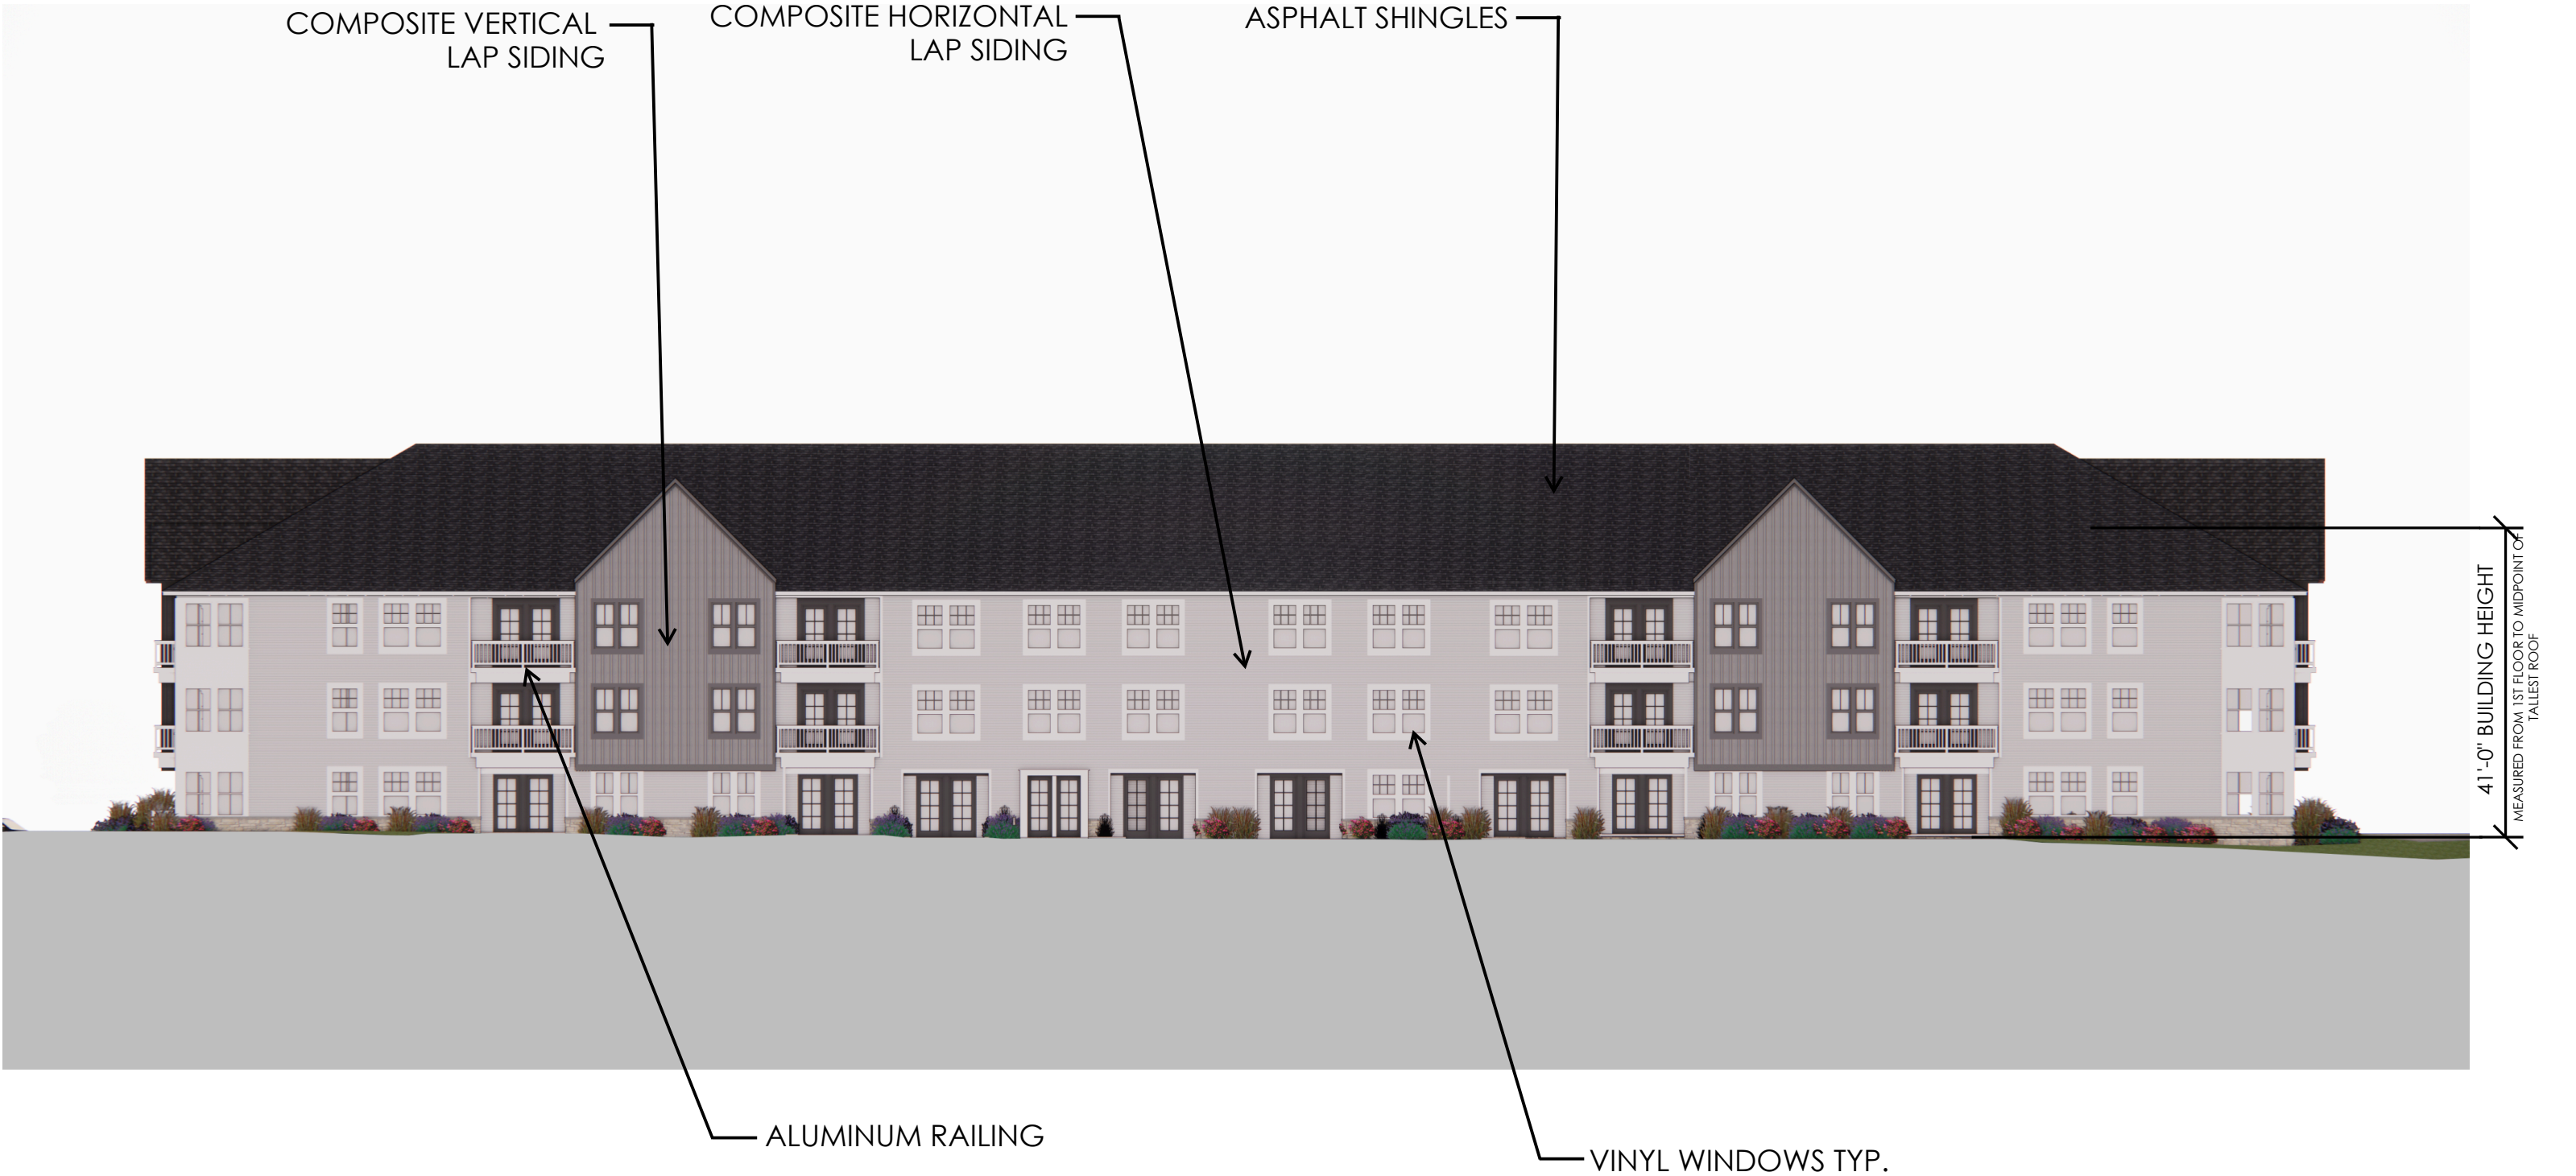 COMPOSITE VERTICAL
LAP SIDING
COMPOSITE HORIZONTAL
LAP SIDING
ASPHALT SHINGLES
41'-0" BUILDING HEIGHT
MEASURED FROM 1ST FLOOR TO MIDPOINT OF
TALLEST ROOF
ALUMINUM RAILING
VINYL WINDOWS TYP.